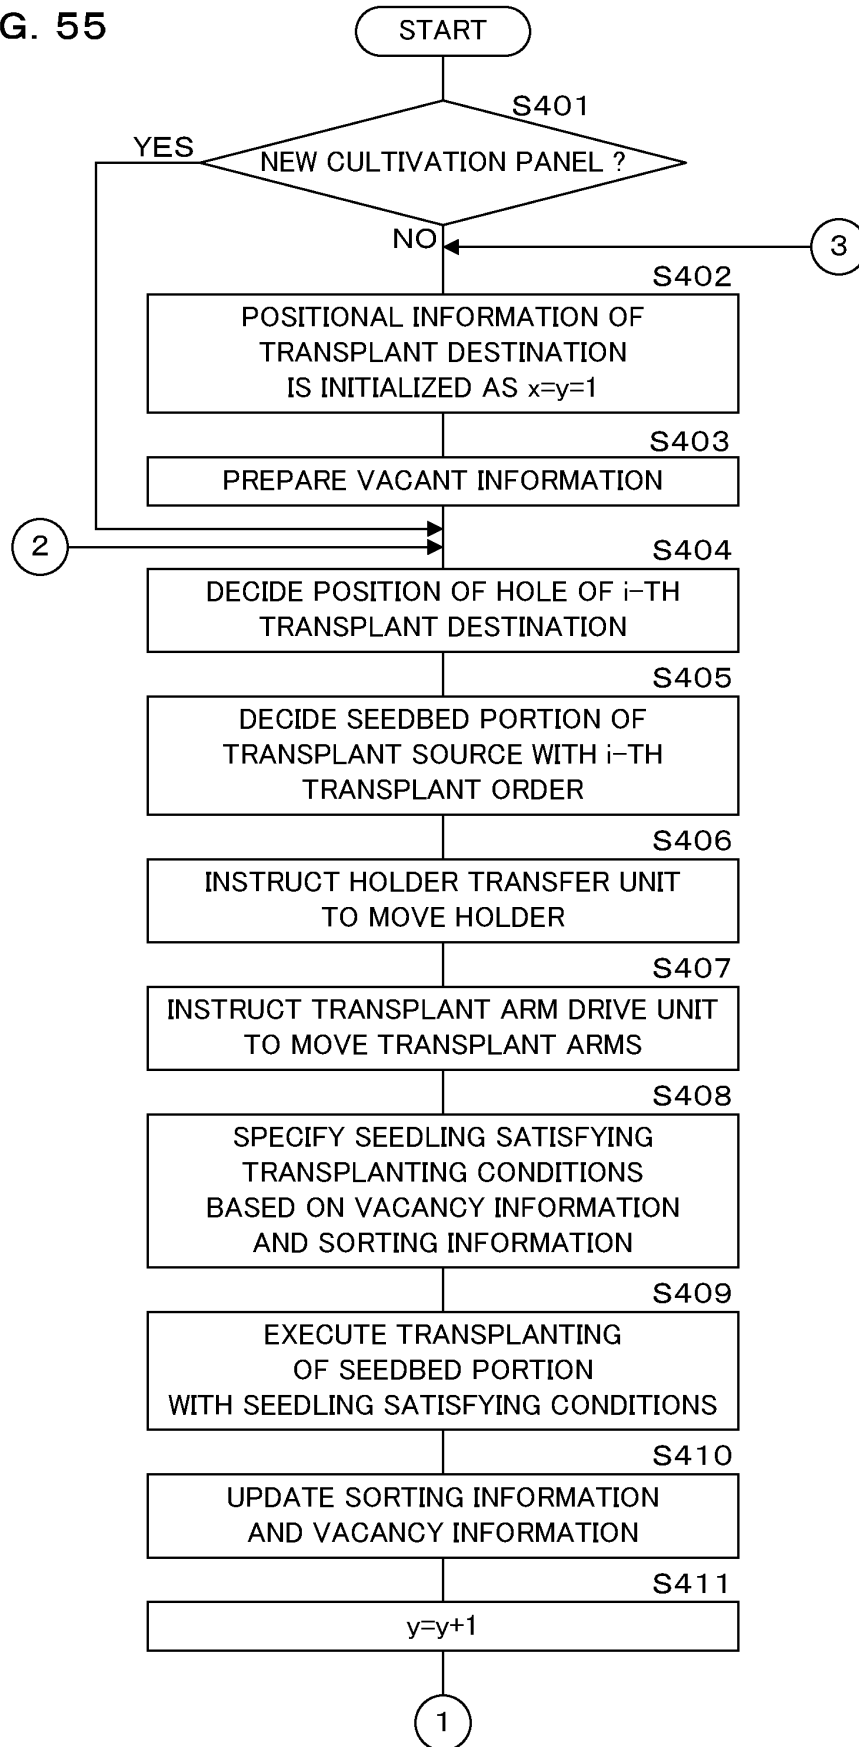 G. 55
START
S401
YES
NEW CULTIVATION PANEL ?
NO
3
S402
POSITIONAL INFORMATION OF
TRANSPLANT DESTINATION
IS INITIALIZED AS x=y=1
S403
PREPARE VACANT INFORMATION
2
S404
DECIDE POSITION OF HOLE OF i-TH
TRANSPLANT DESTINATION
S405
DECIDE SEEDBED PORTION OF
TRANSPLANT SOURCE WITH i-TH
TRANSPLANT ORDER
S406
INSTRUCT HOLDER TRANSFER UNIT
TO MOVE HOLDER
S407
INSTRUCT TRANSPLANT ARM DRIVE UNIT
TO MOVE TRANSPLANT ARMS
S408
SPECIFY SEEDLING SATISFYING
TRANSPLANTING CONDITIONS
BASED ON VACANCY INFORMATION
AND SORTING INFORMATION
S409
EXECUTE TRANSPLANTING
OF SEEDBED PORTION
WITH SEEDLING SATISFYING CONDITIONS
S410
UPDATE SORTING INFORMATION
AND VACANCY INFORMATION
S411
y=y+1
1